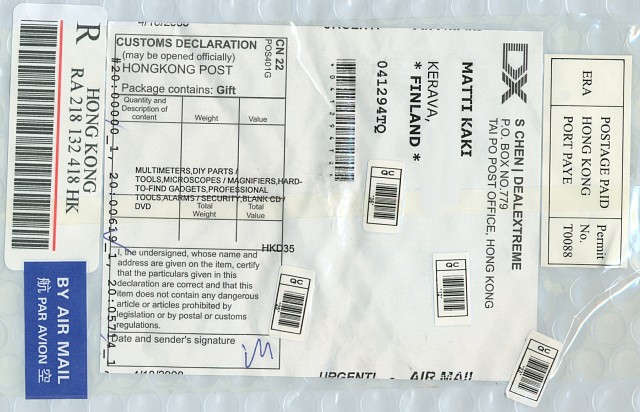 CUSTOMS DECLARATION
(may be opened officially)
HONGKONG POST
CN 22
POS401G
Package contains: Gift
Quantity and
Description of
content
Weight
Value
MULTIMETERS,DIY PARTS /
TOOLS,MICROSCOPES / MAGNIFIERS,HARD-
TO-FIND GADGETS,PROFESSIONAL
TOOLS,ALARMS / SECURITY,BLANK CD /
DVD
Total
Weight
Total
Value
HKD35
I, the undersigned, whose name and
address are given on the item, certify
that the particulars given in this
declaration are correct and that this
item does not contain any dangerous
article or articles prohibited by
legislation or by postal or customs
regulations.
Date and sender's signature
R
HONG KONG
RA 218 132 418 HK
BY AIR MAIL
航 PAR AVION 空
DX
S CHEN | DEALEXTREME
P.O. BOX NO.779
TAI PO POST OFFICE, HONG KONG
MATTI KAKI
KERAVA,
* FINLAND *
041294TQ
QC
QC
QC
QC
ERA
POSTAGE PAID
HONG KONG
PORT PAYE
Permit
No.
T0088
URGENT!
AIR MAIL